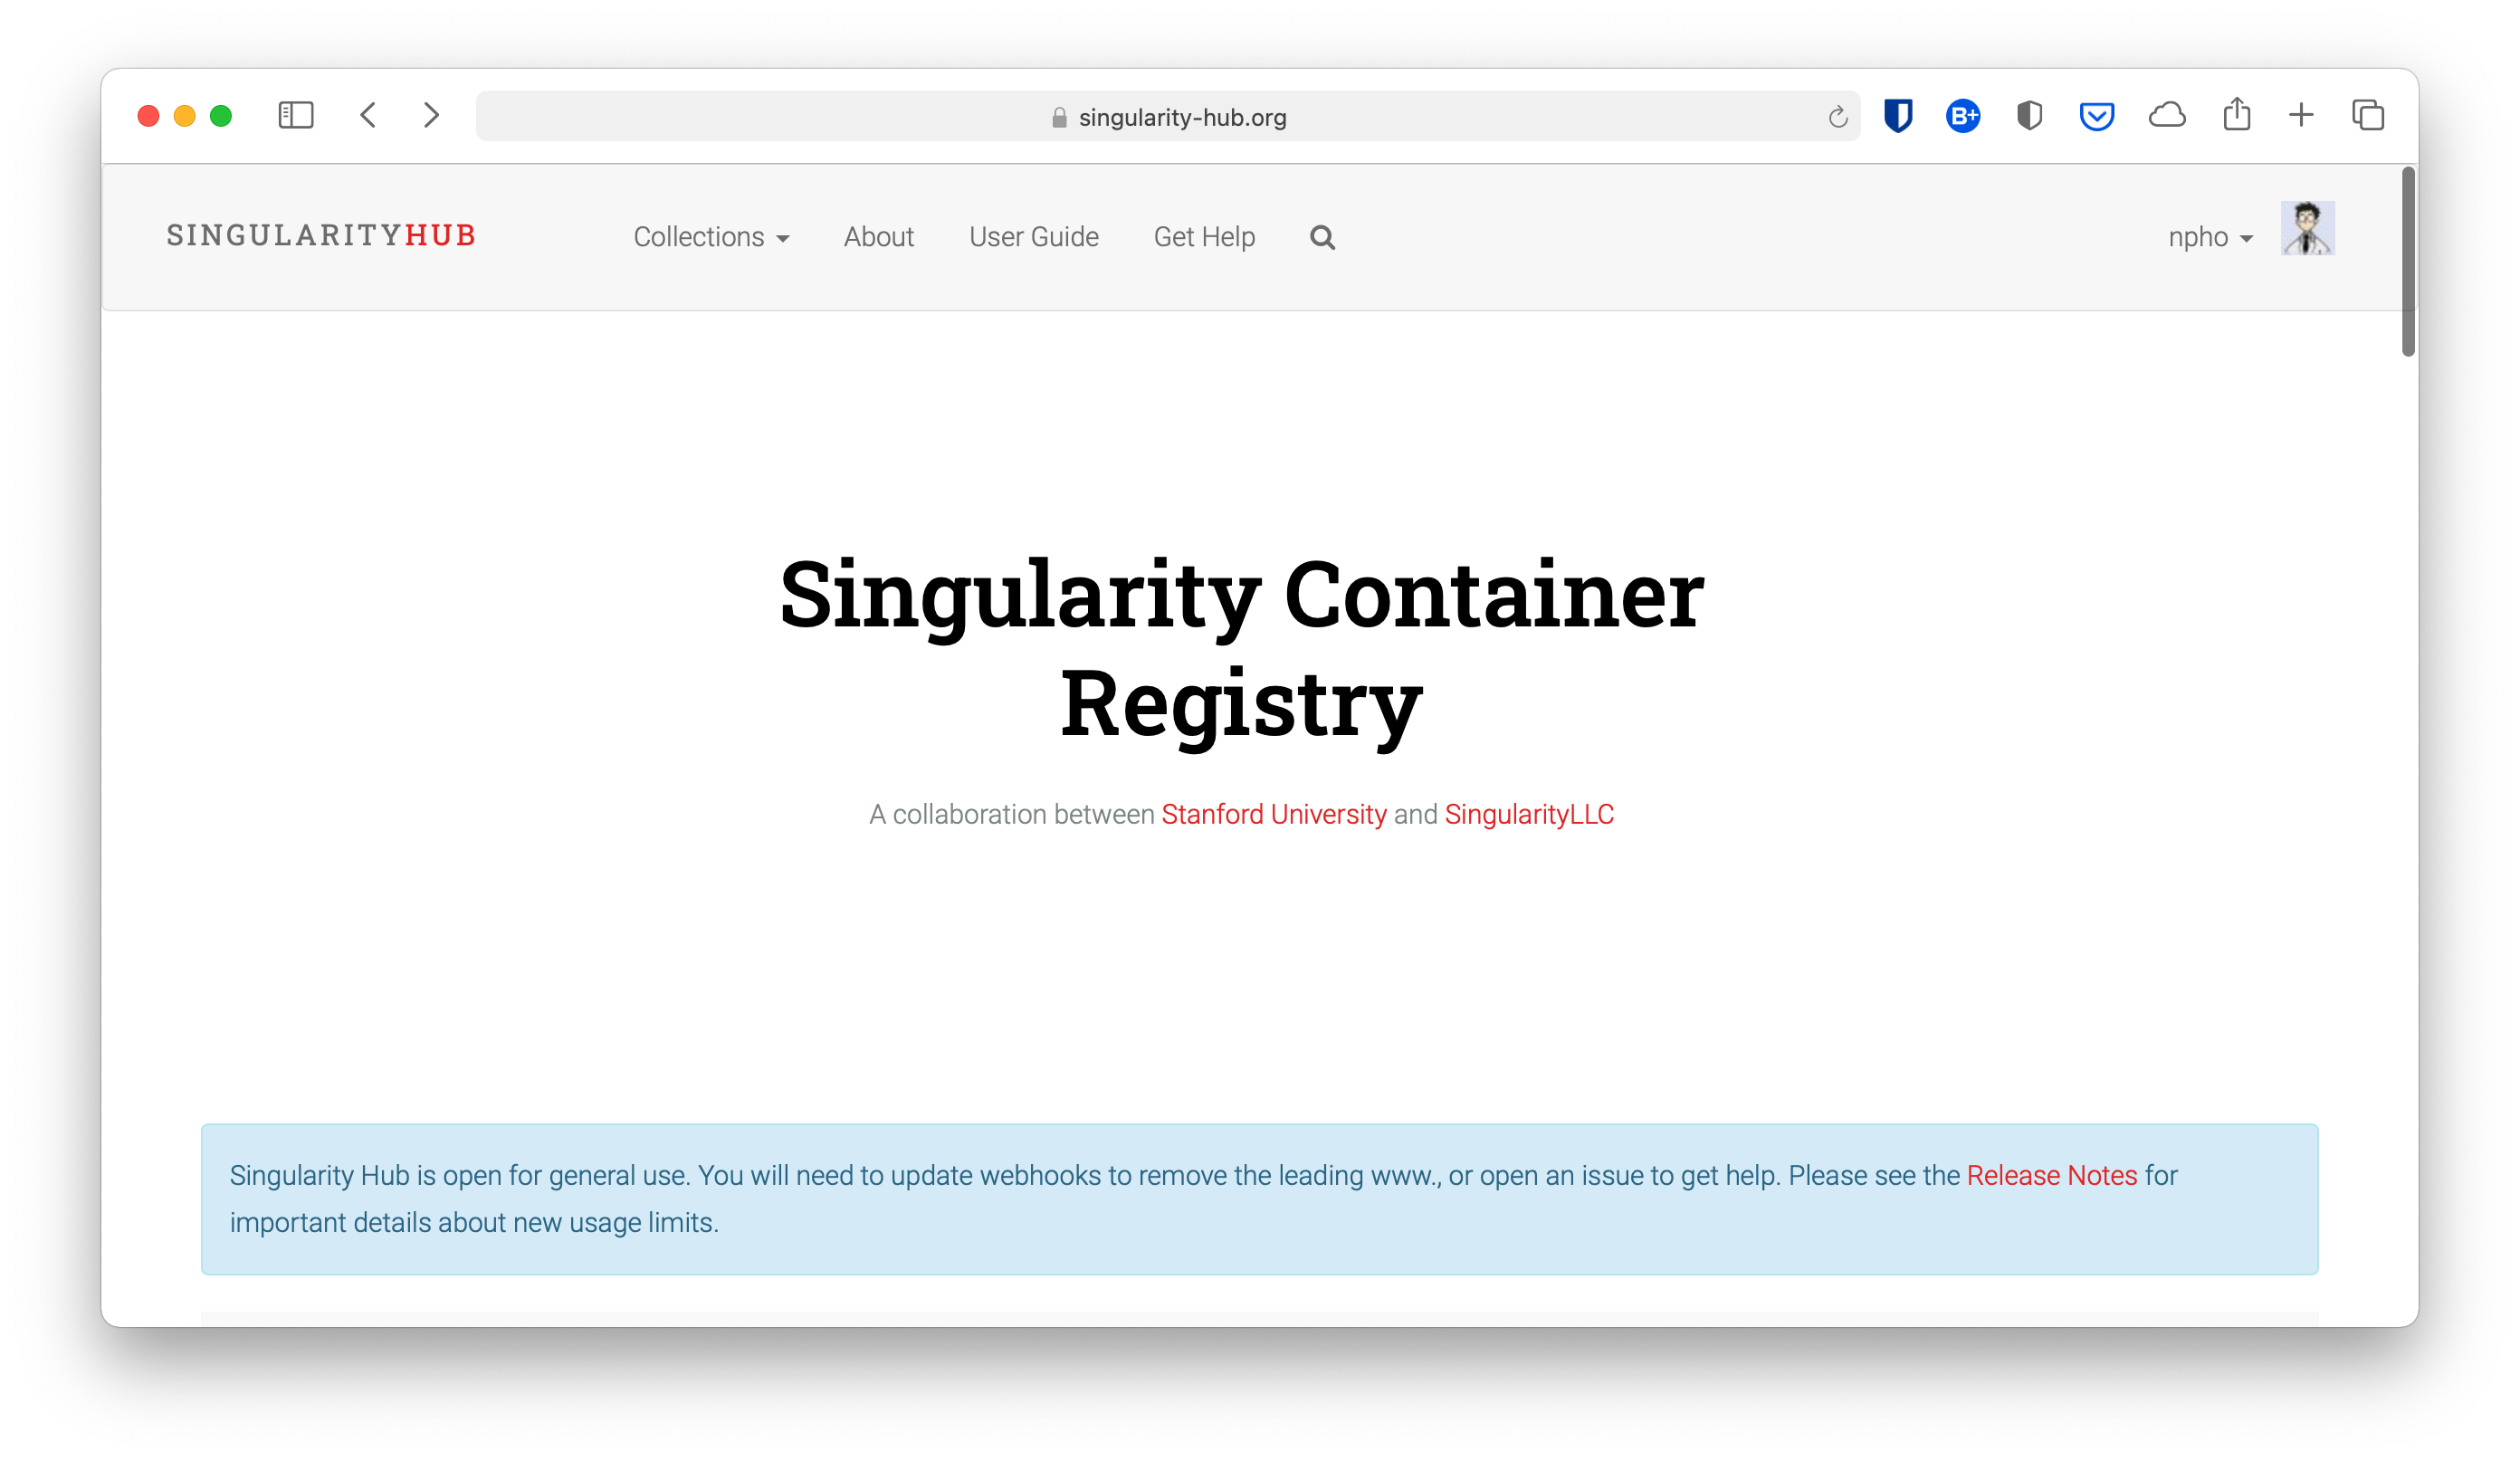 singularity-hub.org
B+
SINGULARITYHUB
Collections
About
User Guide
Get Help
npho
Singularity Container
Registry
A collaboration between Stanford University and SingularityLLC
Singularity Hub is open for general use. You will need to update webhooks to remove the leading www., or open an issue to get help. Please see the Release Notes for
important details about new usage limits.